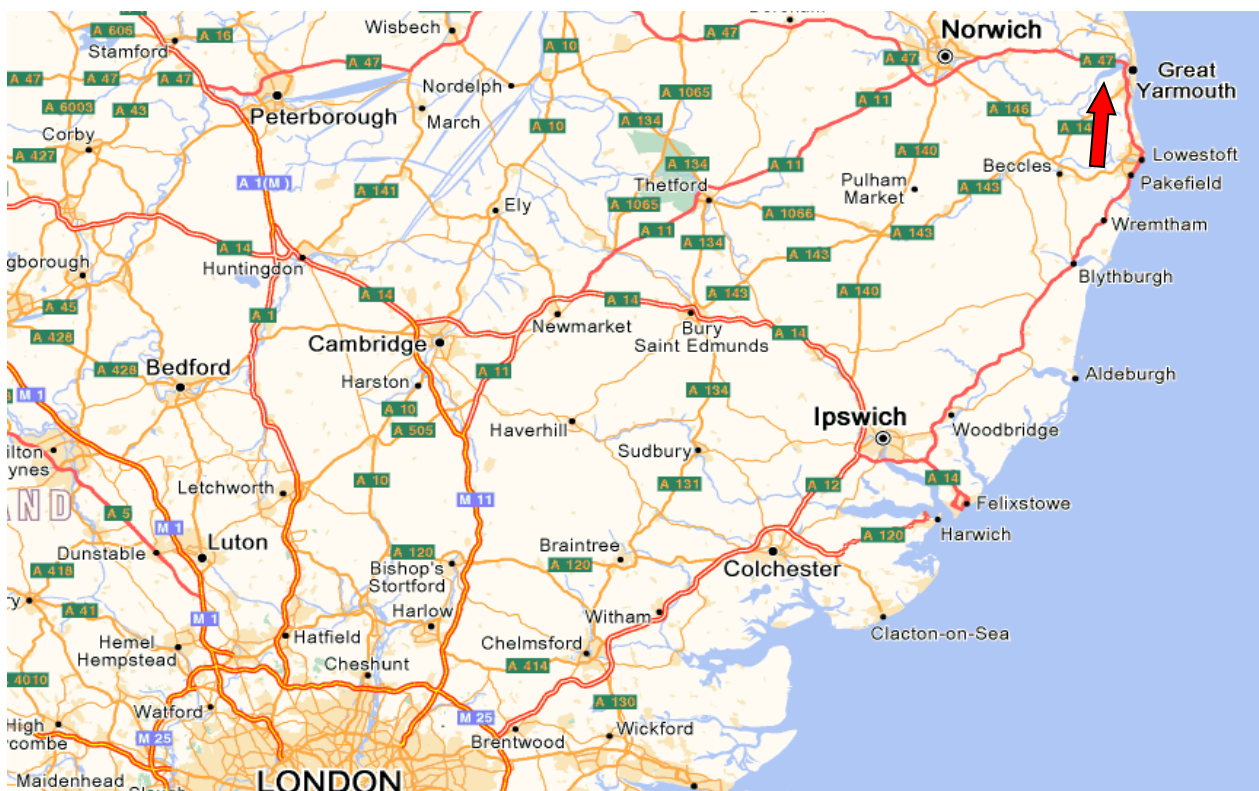 A 606
A 16
Stamford
Wisbech
A 10
A 47
Norwich
A 47
A 47
A 47
A 47
A 47
A 47
A 47
Great
Yarmouth
Nordelph
A 1065
A 6003
A 43
Peterborough
March
A 134
A 11
A 146
Corby
A 10
A 140
A 427
A 134
A 11
Beccles
Lowestoft
A 1(M)
A 141
Thetford
Pulham
Market
A 143
Pakefield
Ely
A 1065
A 1066
A 11
A 134
A 143
Wremtham
A 14
gborough
Huntingdon
A 143
Blythburgh
A 14
A 14
A 143
A 140
A 45
A 1
Newmarket
Bury
Saint Edmunds
A 14
A 428
Cambridge
Bedford
A 428
A 11
Harston
Aldeburgh
M 1
A 134
A 10
Ipswich
A 505
Haverhill
Woodbridge
ilton
ynes
Sudbury
A 10
A 131
A 12
A 14
Letchworth
M 11
Felixstowe
AND
A 5
M 1
Harwich
A 120
Luton
Braintree
Dunstable
A 120
Bishop's
Stortford
A 120
Colchester
A 418
ry
A 41
Harlow
Witham
M 1
Clacton-on-Sea
Hatfield
Hemel
Hempstead
Chelmsford
Cheshunt
A 414
4010
A 130
Watford
M 25
High
combe
M 25
Brentwood
Wickford
Maidenhead
LONDON